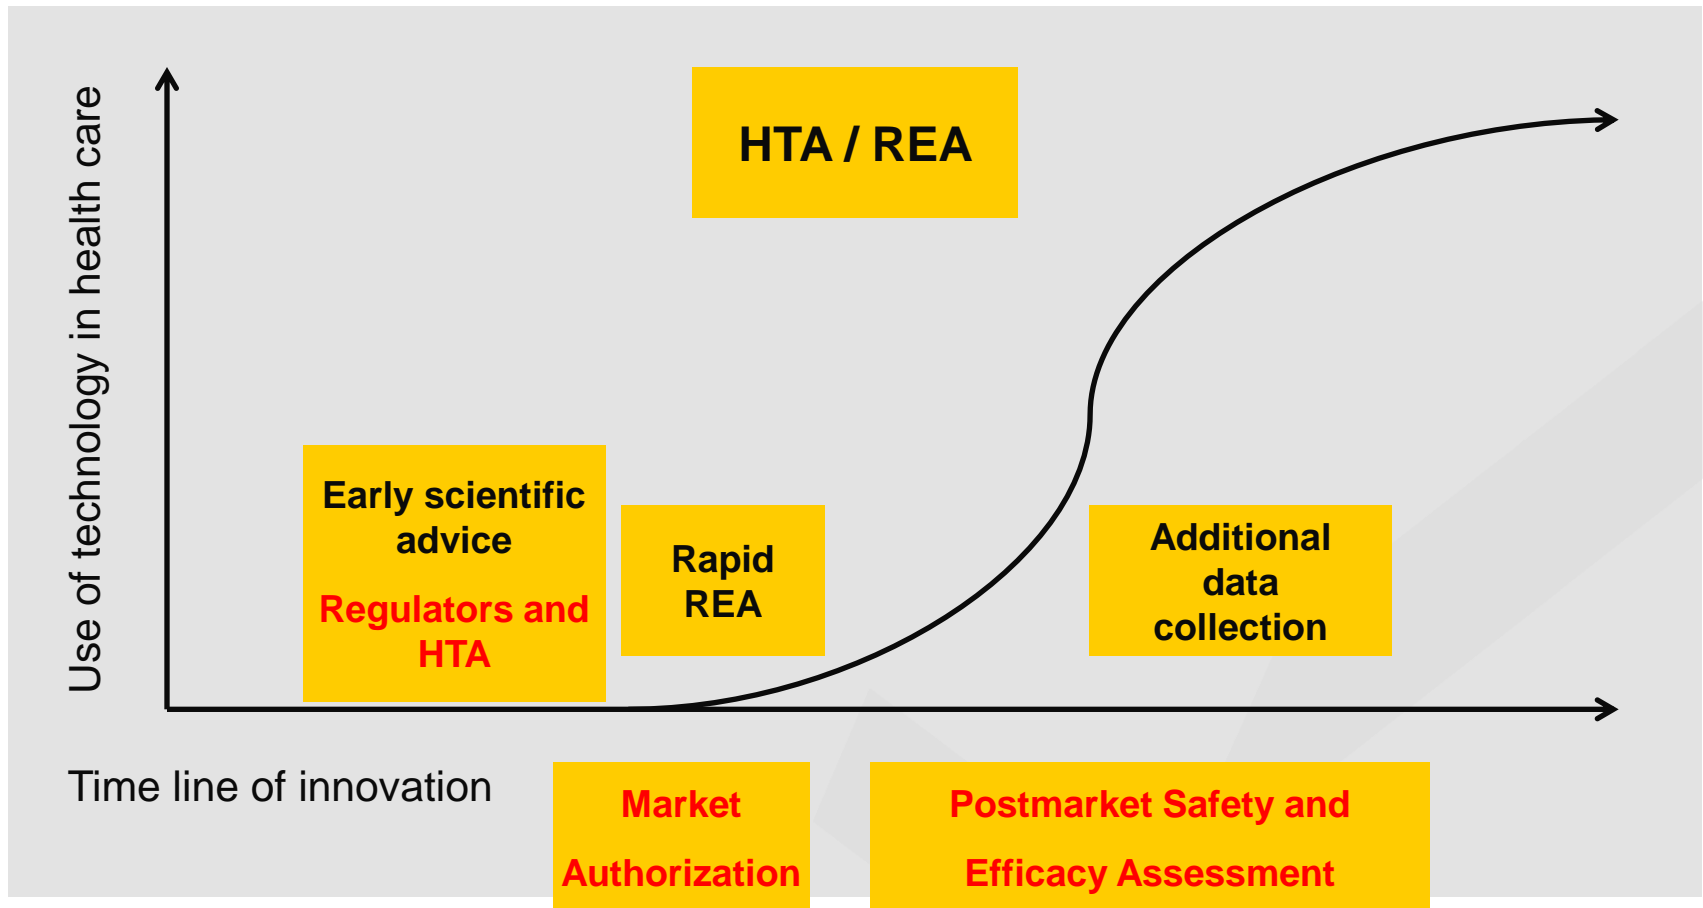 Use of technology in health care
HTA / REA
Early scientific
advice
Regulators and
HTA
Rapid
REA
Additional
data
collection
Time line of innovation
Market
Authorization
Postmarket Safety and
Efficacy Assessment